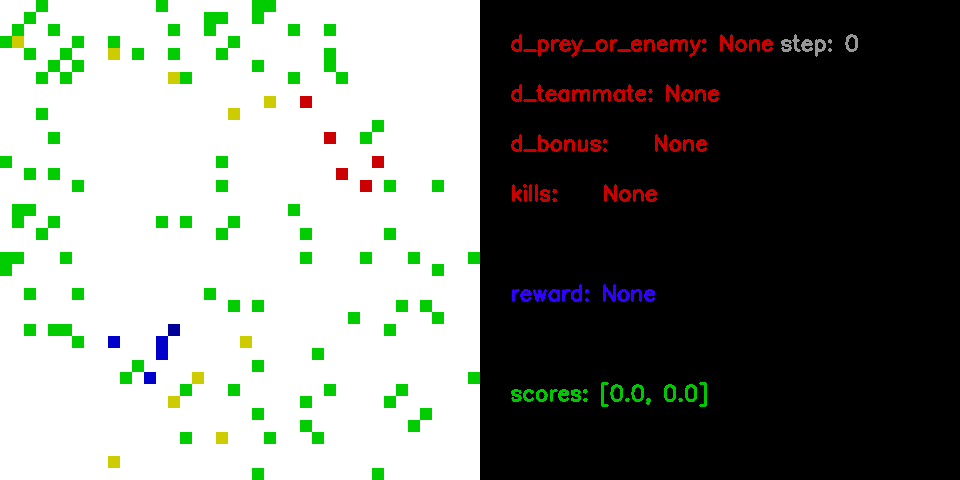 d_prey_or_enemy: None step: 0
d_teammate: None
d_bonus: None
kills: None
reward: None
scores: [0.0, 0.0]